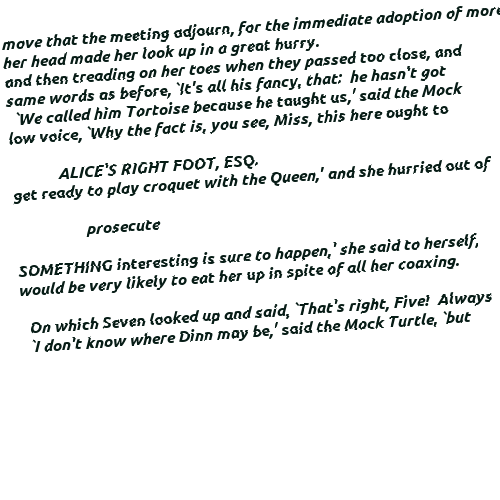 move that the meeting adjourn, for the immediate adoption of more
her head made her look up in a great hurry.
and then treading on her toes when they passed too close, and
same words as before, `It's all his fancy, that:  he hasn't got
`We called him Tortoise because he taught us,' said the Mock
low voice, `Why the fact is, you see, Miss, this here ought to
ALICE'S RIGHT FOOT, ESQ.
get ready to play croquet with the Queen,' and she hurried out of
prosecute
SOMETHING interesting is sure to happen,' she said to herself,
would be very likely to eat her up in spite of all her coaxing.
On which Seven looked up and said, `That's right, Five!  Always
`I don't know where Dinn may be,' said the Mock Turtle, `but